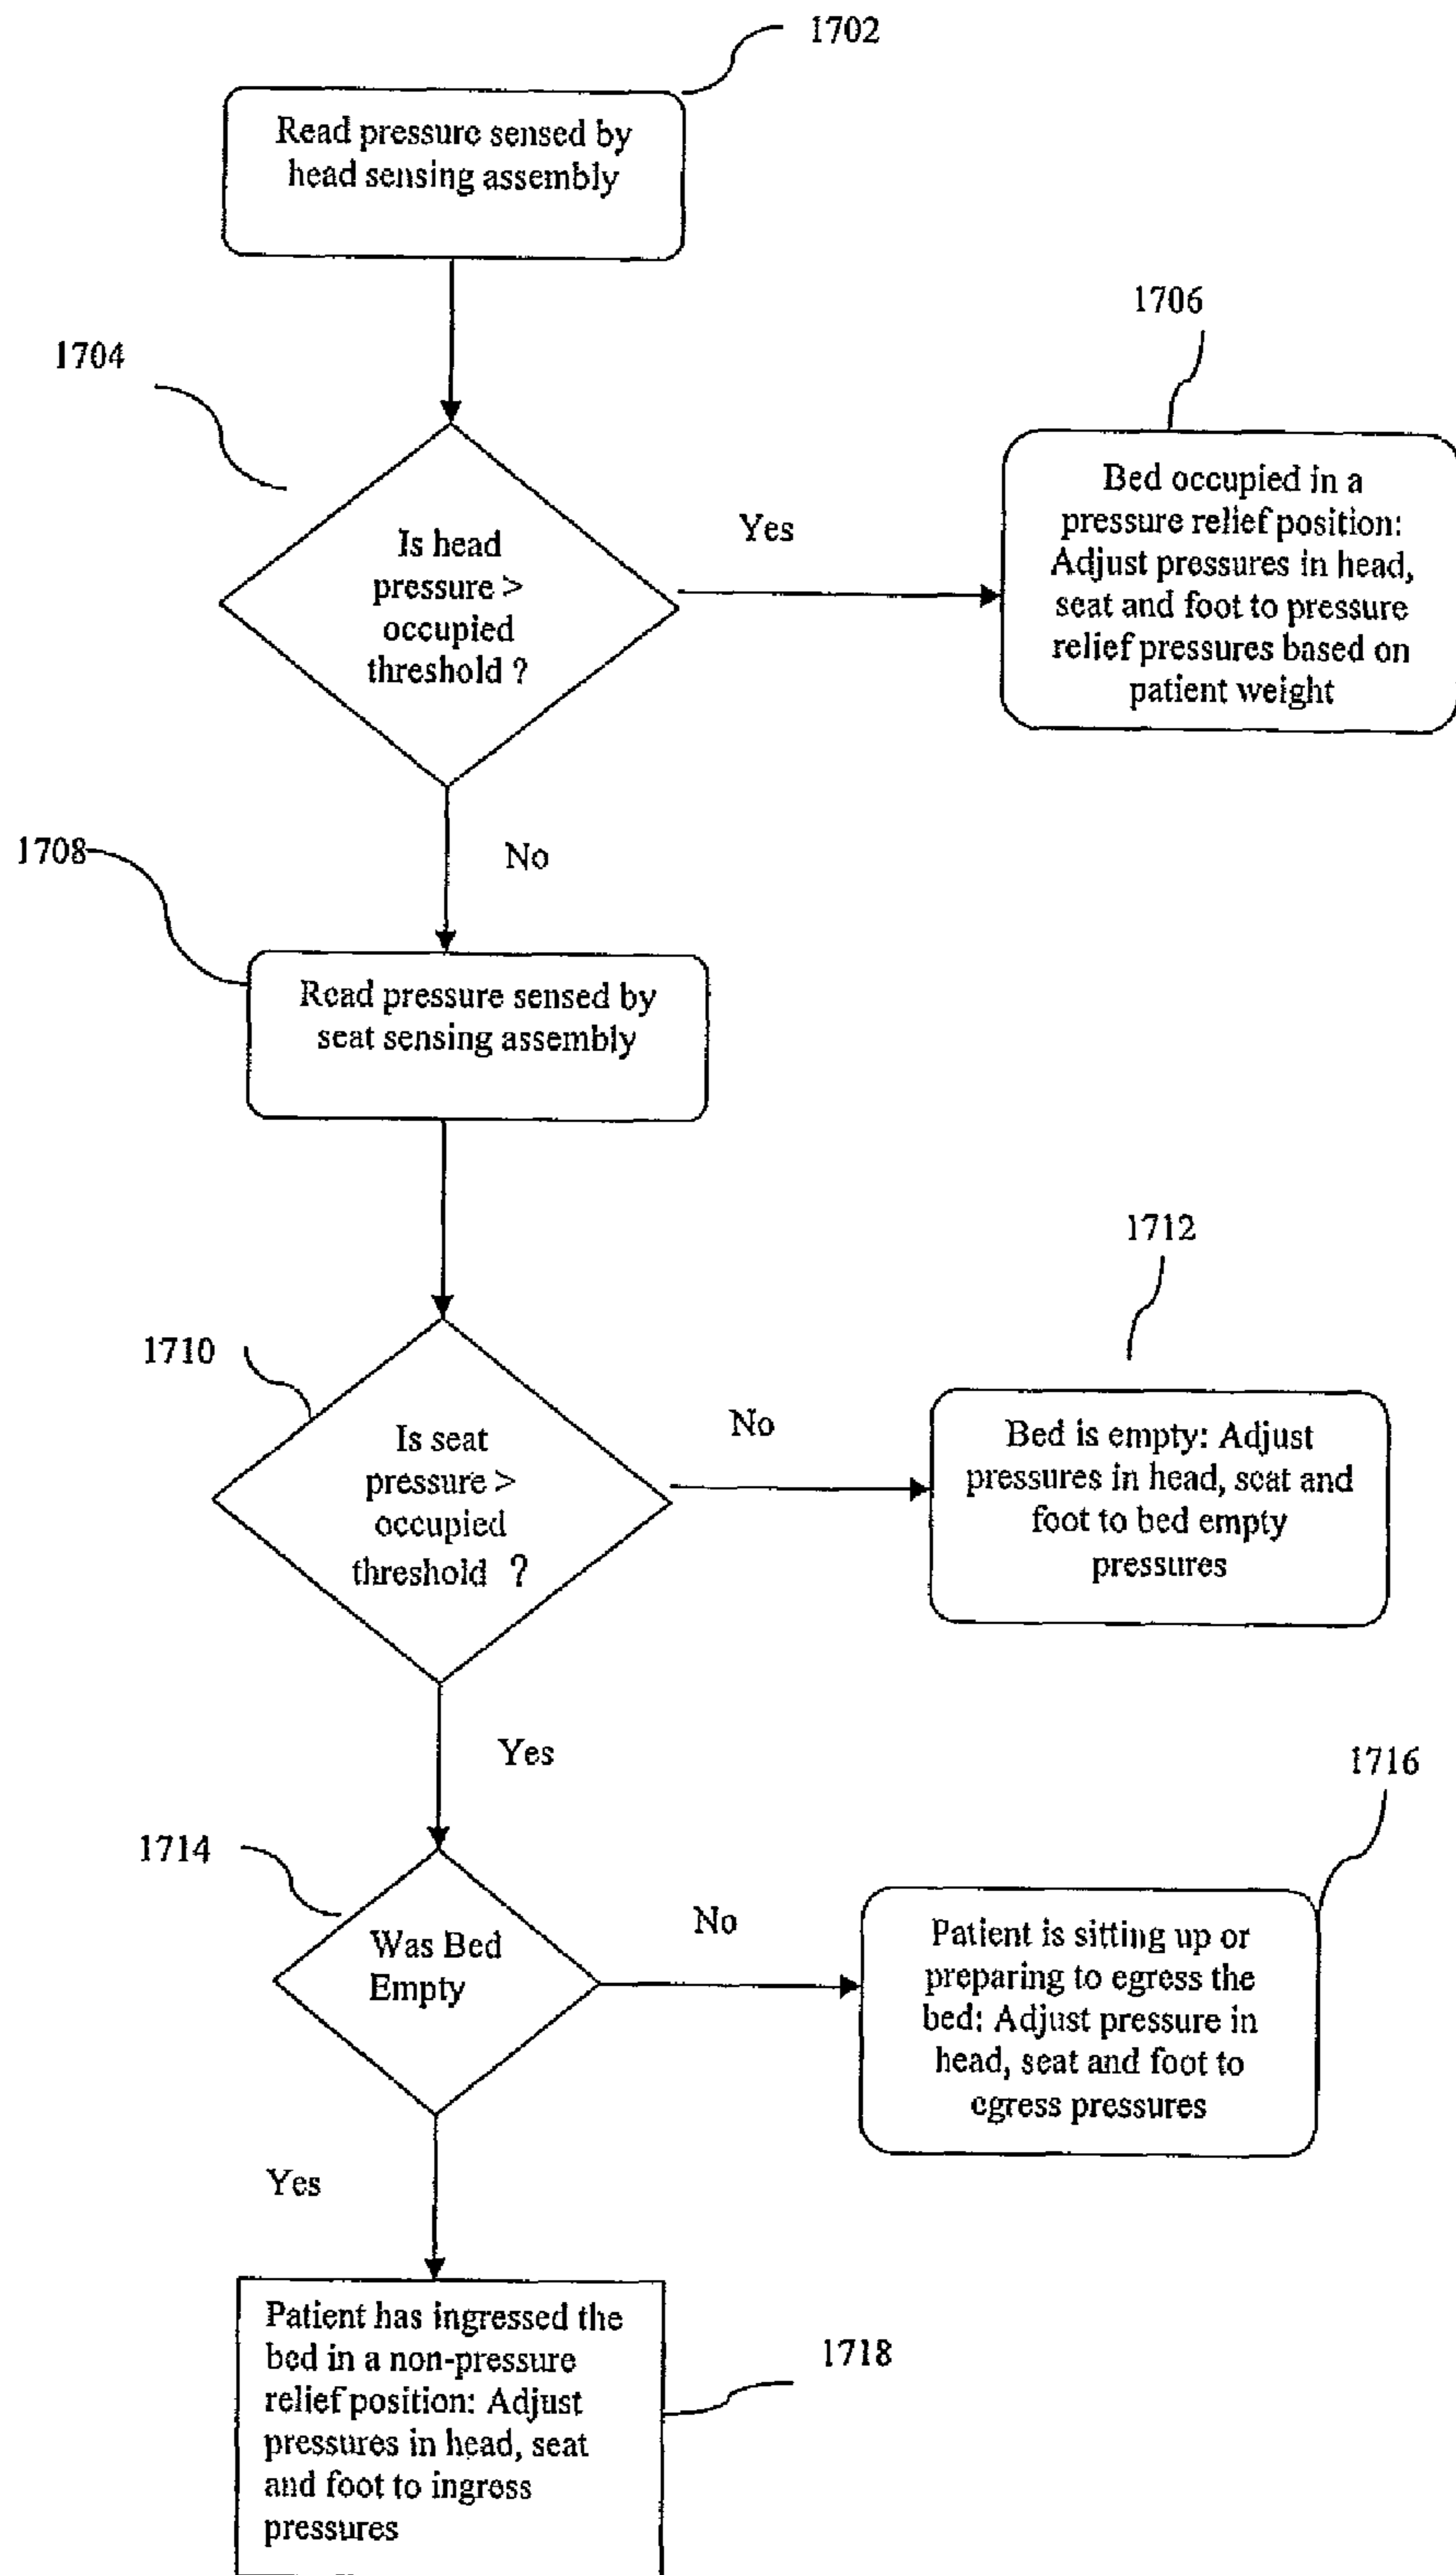 1702
Read pressure sensed by
head sensing assembly
1704
Is head
pressure >
occupied
threshold ?
Yes
1706
Bed occupied in a
pressure relief position:
Adjust pressures in head,
seat and foot to pressure
relief pressures based on
patient weight
No
1708
Read pressure sensed by
seat sensing assembly
1710
Is seat
pressure >
occupied
threshold ?
No
1712
Bed is empty: Adjust
pressures in head, seat and
foot to bed empty
pressures
Yes
1714
Was Bed
Empty
No
1716
Patient is sitting up or
preparing to egress the
bed: Adjust pressure in
head, seat and foot to
egress pressures
Yes
Patient has ingressed the
bed in a non-pressure
relief position: Adjust
pressures in head, seat
and foot to ingress
pressures
1718